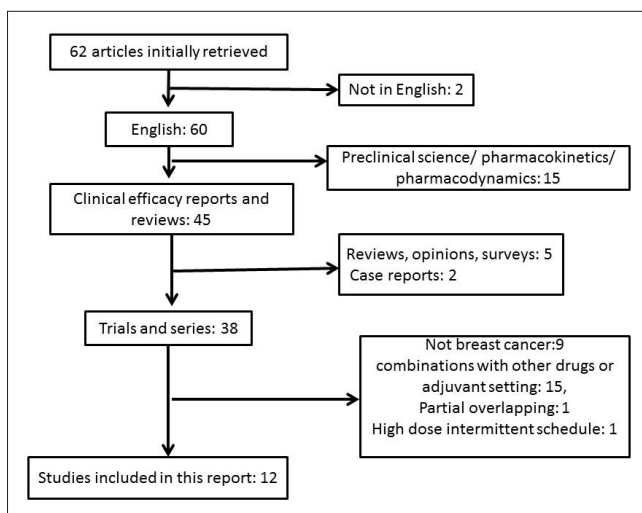 62 articles initially retrieved
Not in English: 2
English: 60
Preclinical science/ pharmacokinetics/
pharmacodynamics: 15
Clinical efficacy reports and
reviews: 45
Reviews, opinions, surveys: 5
Case reports: 2
Trials and series: 38
Not breast cancer:9
combinations with other drugs or
adjuvant setting: 15,
Partial overlapping: 1
High dose intermittent schedule: 1
Studies included in this report: 12